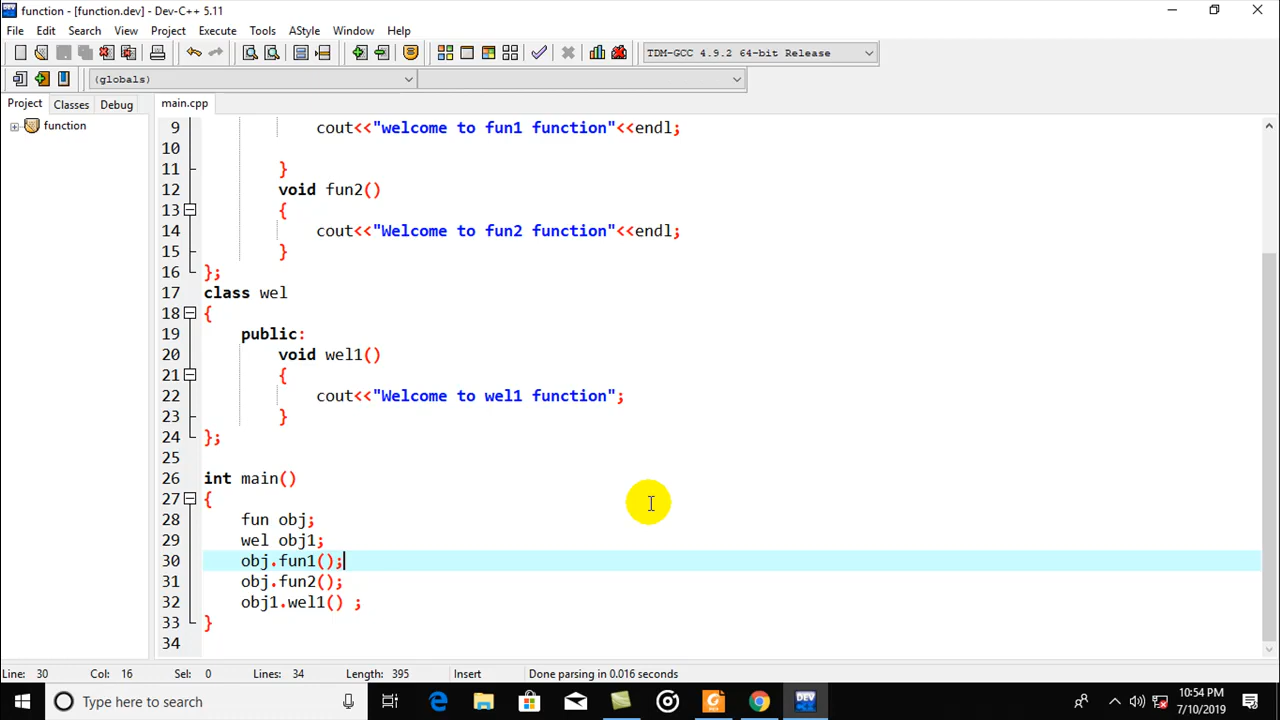 function - [function.dev] - Dev-C++ 5.11
File Edit Search View Project Execute Tools AStyle Window Help
TDM-GCC 4.9.2 64-bit Release
(globals)
Project Classes Debug main.cpp
function
9 cout<<"welcome to fun1 function"<<endl;
10
11 }
12 void fun2()
13 {
14 cout<<"Welcome to fun2 function"<<endl;
15 }
16 };
17 class wel
18 {
19 public:
20 void wel1()
21 {
22 cout<<"Welcome to wel1 function";
23 }
24 };
25
26 int main()
27 {
28 fun obj;
29 wel obj1;
30 obj.fun1();
31 obj.fun2();
32 obj1.wel1() ;
33 }
34
Line: 30 Col: 16 Sel: 0 Lines: 34 Length: 395 Insert Done parsing in 0.016 seconds
Type here to search
DEV
10:54 PM
7/10/2019